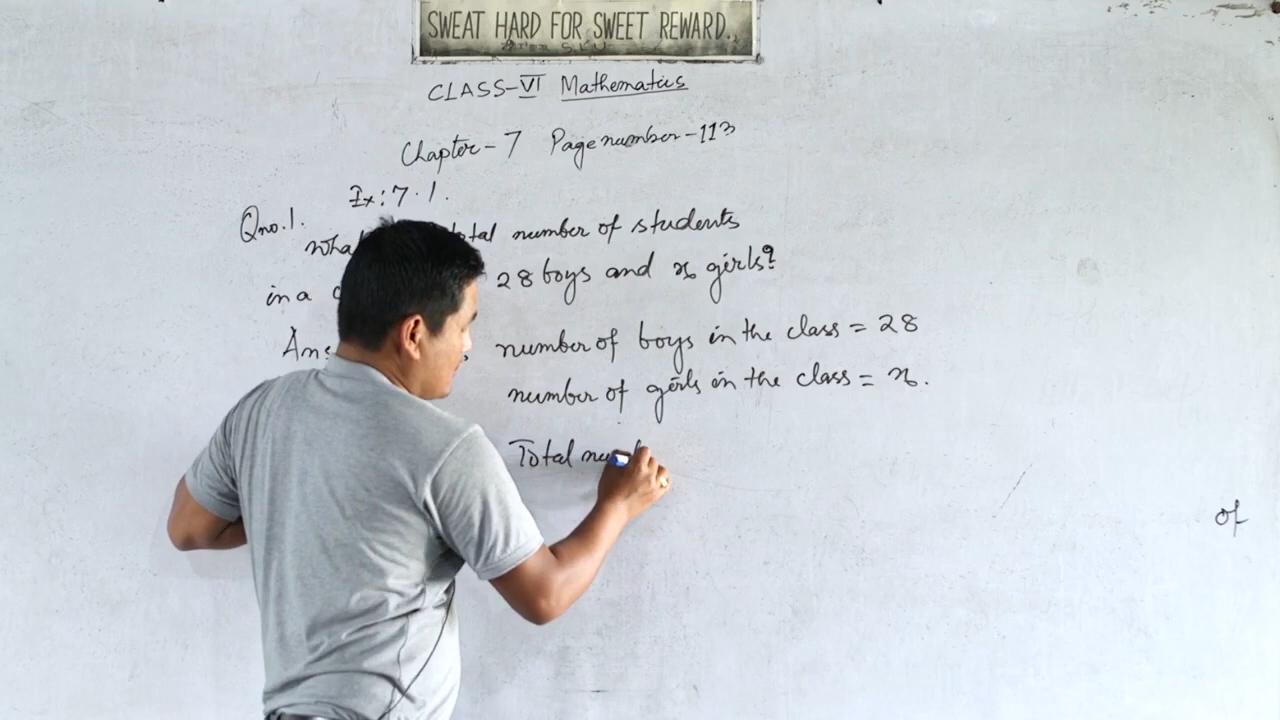 SWEAT HARD FOR SWEET REWARD..
CLASS-VI Mathematics
Chapter-7 Page number-113
Ex:7.1.
Qno.1.
number of students
in a 28 boys and x girls?
Ans number of boys in the class = 28
number of girls in the class = x.
Total
of